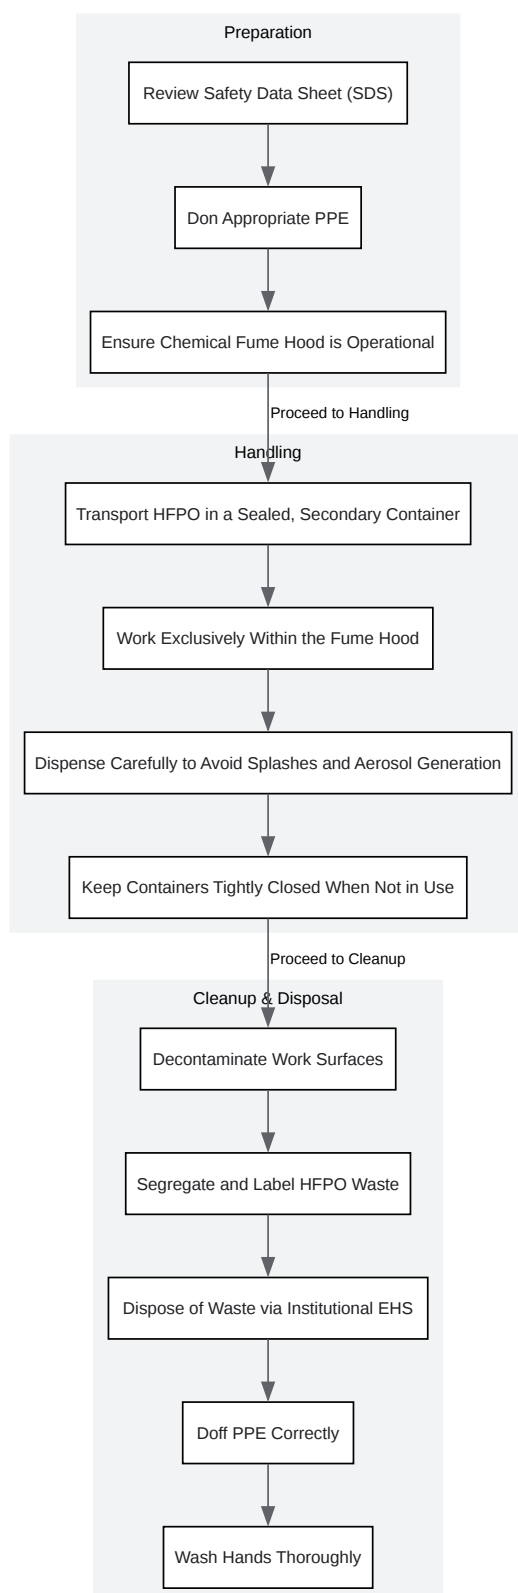 Preparation
Review Safety Data Sheet (SDS)
Don Appropriate PPE
Ensure Chemical Fume Hood is Operational
Proceed to Handling
Handling
Transport HFPO in a Sealed, Secondary Container
Work Exclusively Within the Fume Hood
Dispense Carefully to Avoid Splashes and Aerosol Generation
Keep Containers Tightly Closed When Not in Use
Proceed to Cleanup
Cleanup & Disposal
Decontaminate Work Surfaces
Segregate and Label HFPO Waste
Dispose of Waste via Institutional EHS
Doff PPE Correctly
Wash Hands Thoroughly